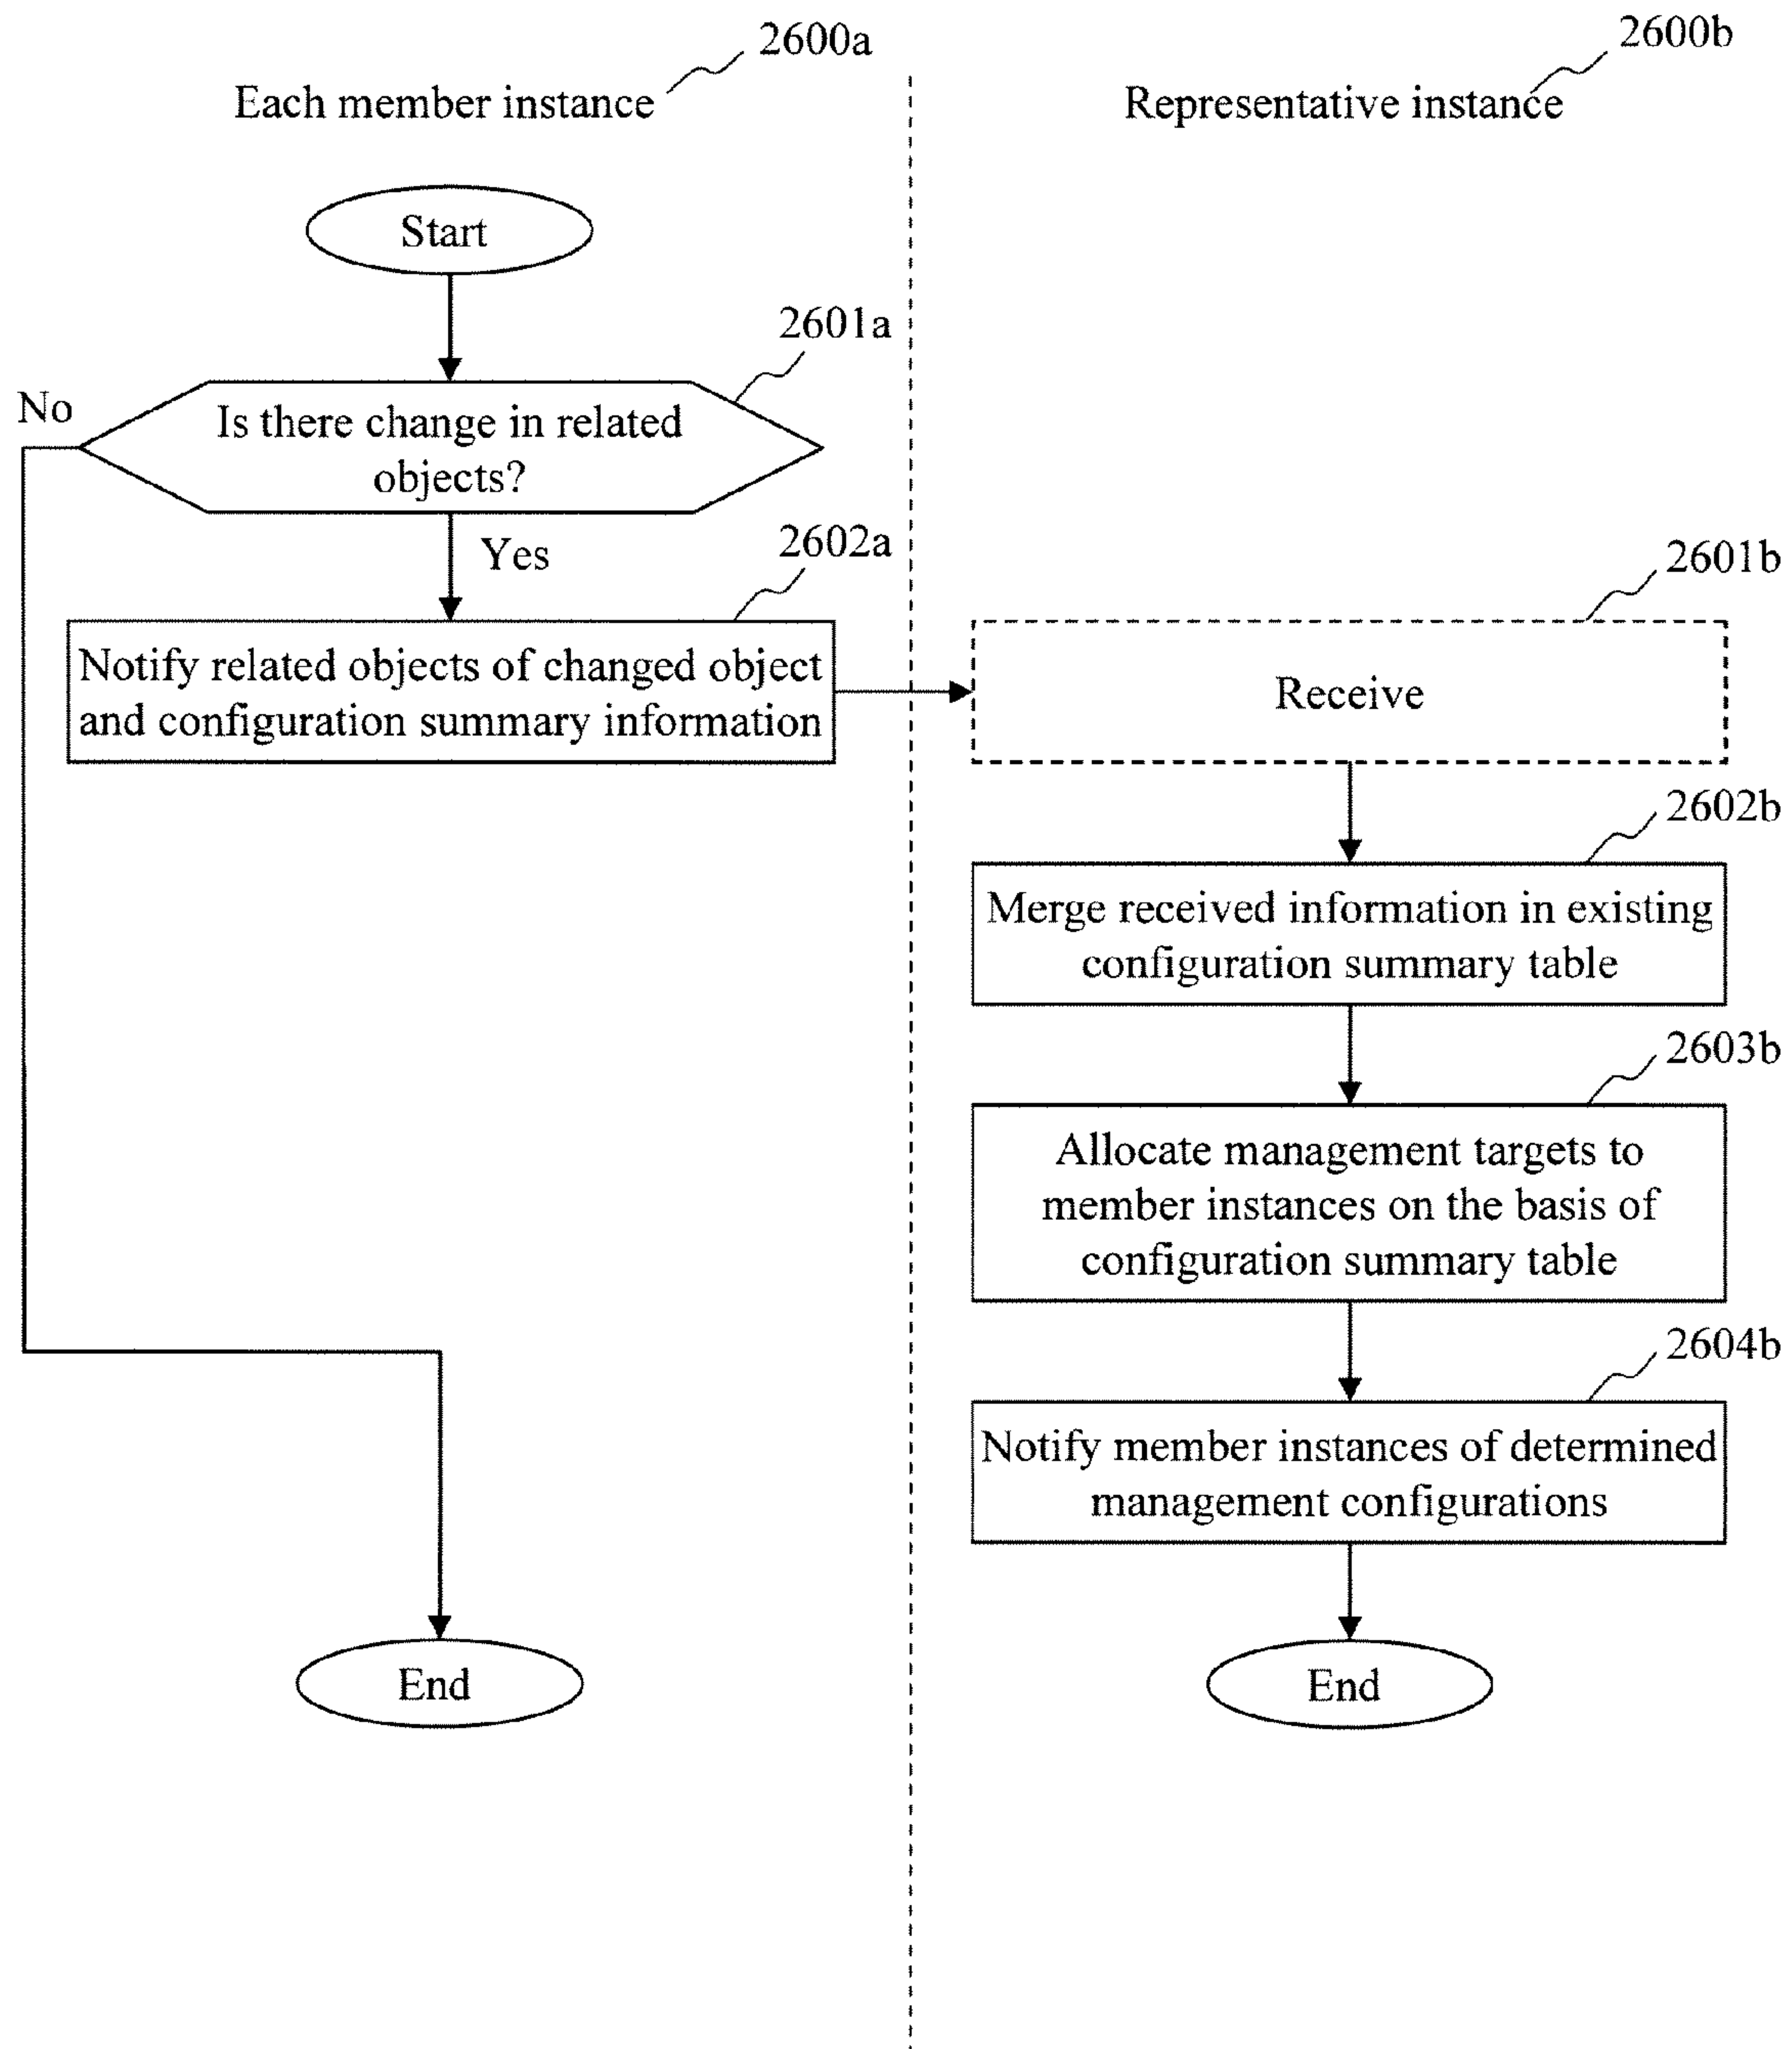 2600a
2600b
Each member instance
Representative instance
Start
2601a
No
Is there change in related
objects?
Yes
2602a
2601b
Notify related objects of changed object
and configuration summary information
Receive
2602b
Merge received information in existing
configuration summary table
2603b
Allocate management targets to
member instances on the basis of
configuration summary table
2604b
Notify member instances of determined
management configurations
End
End